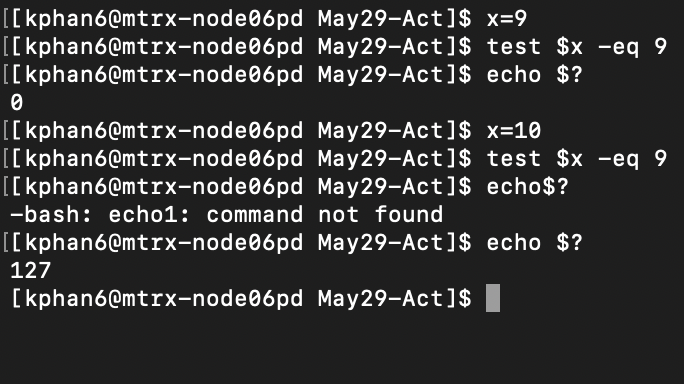 [[kphan6@mtrx-node06pd May29-Act]$ x=9
[[kphan6@mtrx-node06pd May29-Act]$ test $x -eq 9
[[kphan6@mtrx-node06pd May29-Act]$ echo $?
0
[[kphan6@mtrx-node06pd May29-Act]$ x=10
[[kphan6@mtrx-node06pd May29-Act]$ test $x -eq 9
[[kphan6@mtrx-node06pd May29-Act]$ echo$?
-bash: echo1: command not found
[[kphan6@mtrx-node06pd May29-Act]$ echo $?
127
[kphan6@mtrx-node06pd May29-Act]$